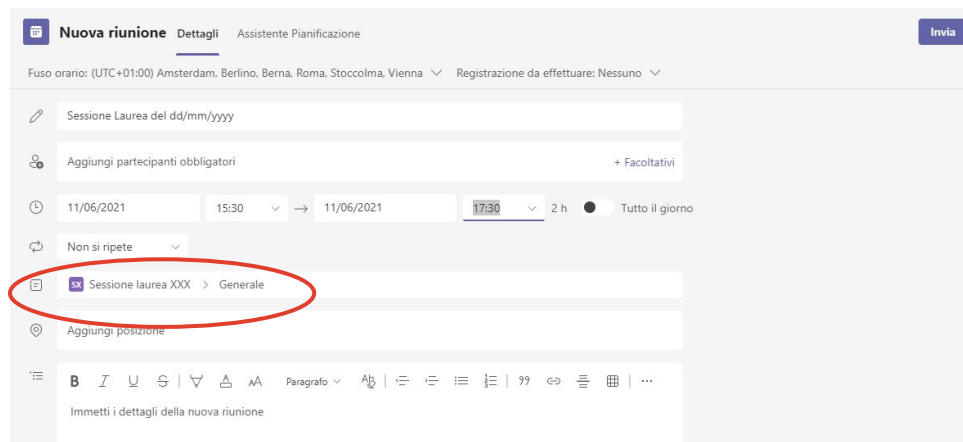 Nuova riunione Dettagli Assistente Pianificazione Invia
Fuso orario: (UTC+01:00) Amsterdam, Berlino, Berna, Roma, Stoccolma, Vienna Registrazione da effettuare: Nessuno
Sessione Laurea del dd/mm/yyyy
Aggiungi partecipanti obbligatori + Facoltativi
11/06/2021 15:30 → 11/06/2021 17:30 2 h Tutto il giorno
Non si ripete
SX Sessione laurea XXX > Generale
Aggiungi posizione
B I U S A AA Paragrafo Ab 99 ...
Immetti i dettagli della nuova riunione